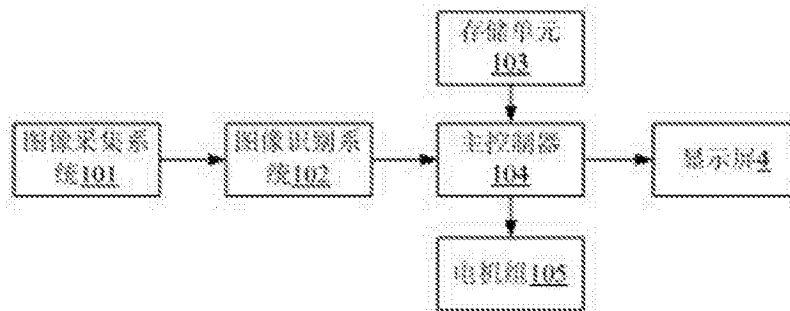 存储单元
103
图像采集系
统101
图像识别系
统102
主控制器
104
显示屏4
电机组105